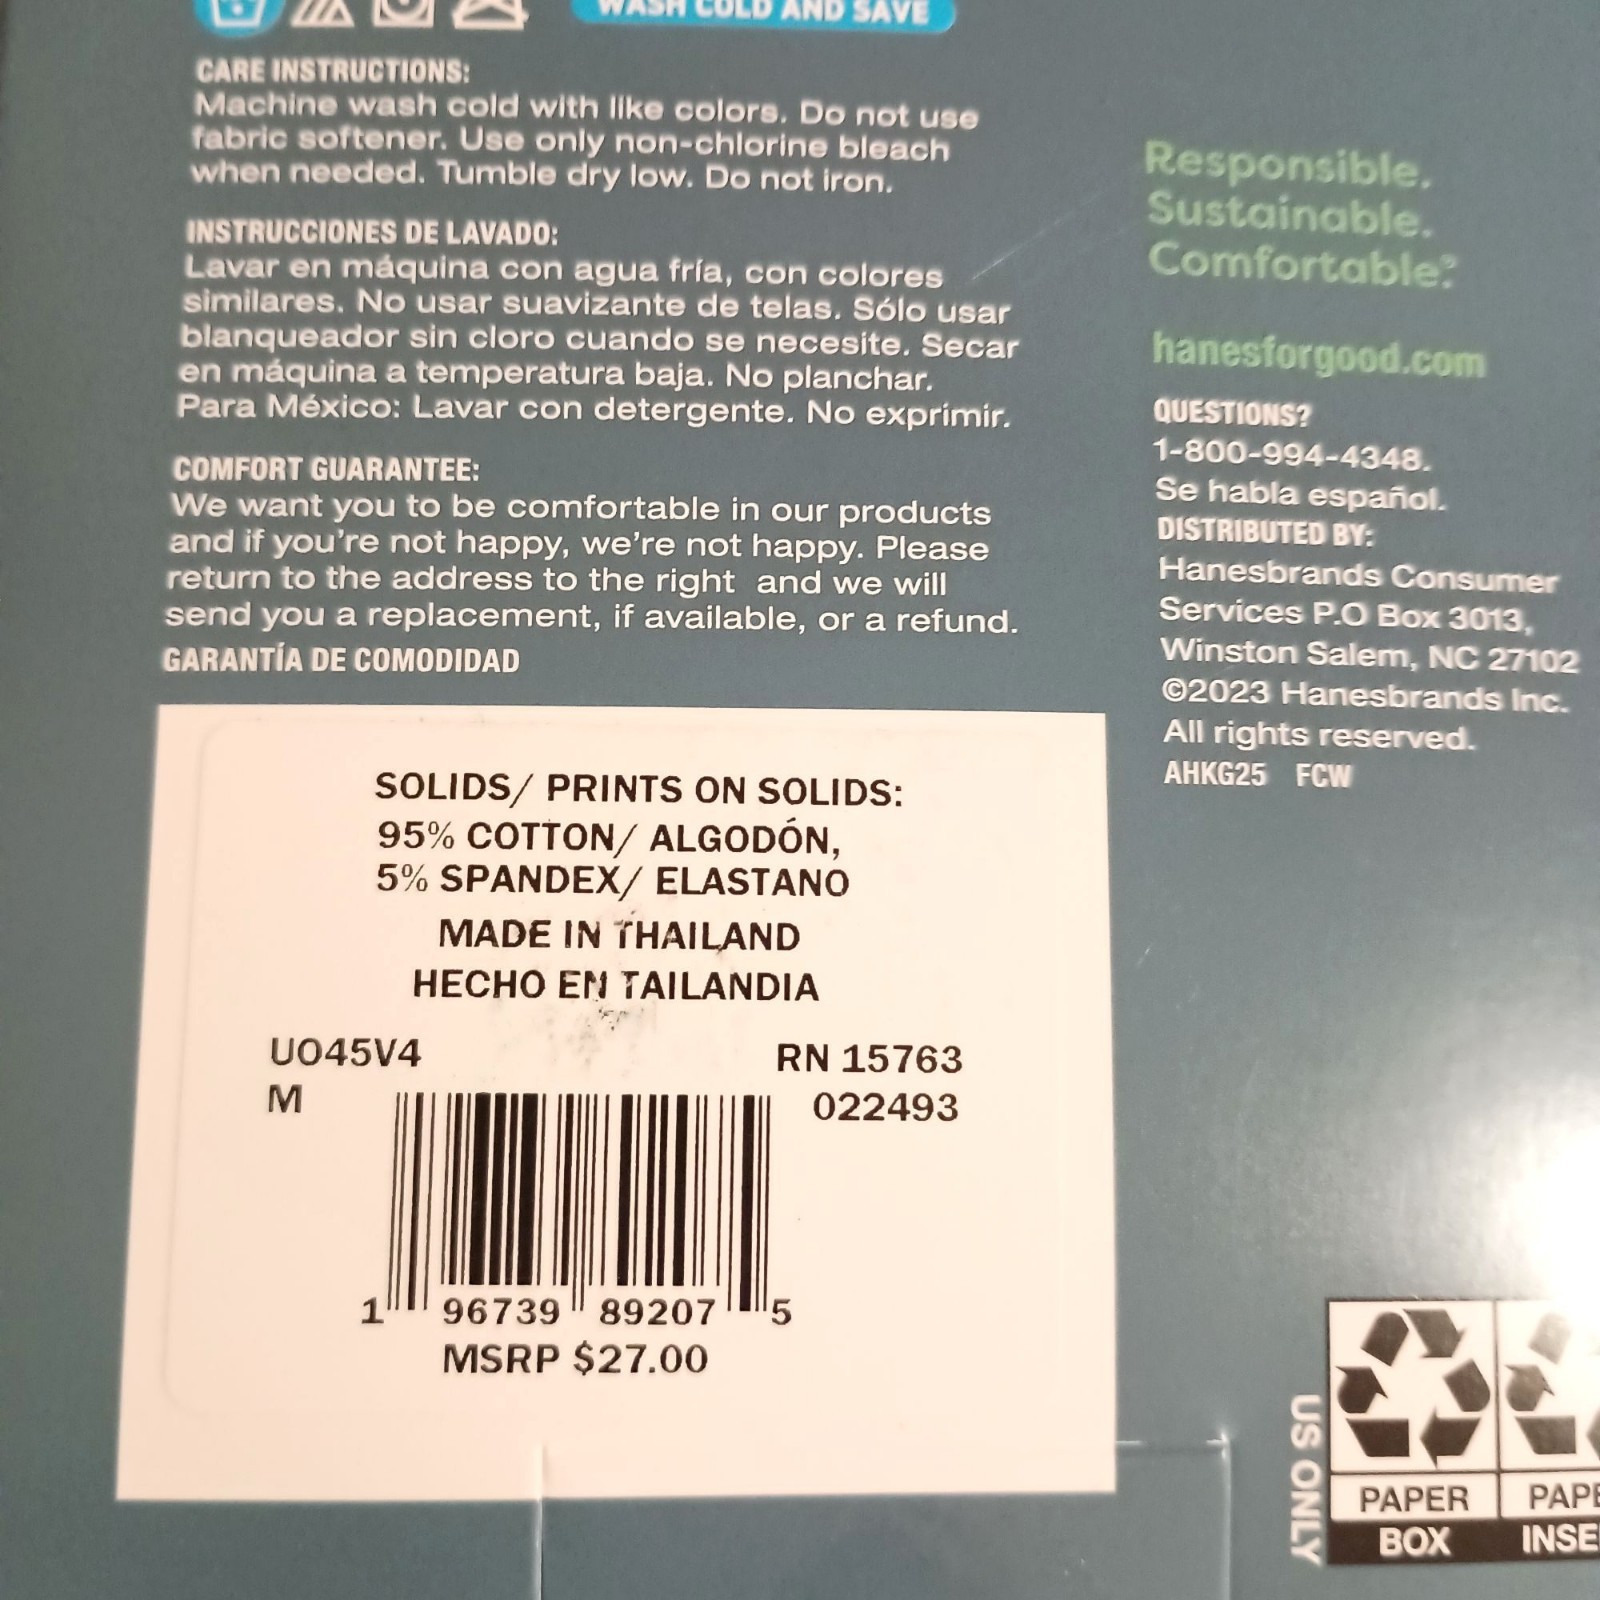 WASH COLD AND SAVE
CARE INSTRUCTIONS:
Machine wash cold with like colors. Do not use
fabric softener. Use only non-chlorine bleach
when needed. Tumble dry low. Do not iron.
INSTRUCCIONES DE LAVADO:
Lavar en máquina con agua fría, con colores
similares. No usar suavizante de telas. Sólo usar
blanqueador sin cloro cuando se necesite. Secar
en máquina a temperatura baja. No planchar.
Para México: Lavar con detergente. No exprimir.
COMFORT GUARANTEE:
We want you to be comfortable in our products
and if you're not happy, we're not happy. Please
return to the address to the right and we will
send you a replacement, if available, or a refund.
GARANTÍA DE COMODIDAD
SOLIDS/ PRINTS ON SOLIDS:
95% COTTON/ ALGODÓN,
5% SPANDEX/ ELASTANO
MADE IN THAILAND
HECHO EN TAILANDIA
UO45V4
M
RN 15763
022493
1 96739 89207 5
MSRP $27.00
Responsible.
Sustainable.
Comfortable.
hanesforgood.com
QUESTIONS?
1-800-994-4348.
Se habla español.
DISTRIBUTED BY:
Hanesbrands Consumer
Services P.O Box 3013,
Winston Salem, NC 27102
©2023 Hanesbrands Inc.
All rights reserved.
AHKG25 FCW
US ONLY
PAPER
BOX